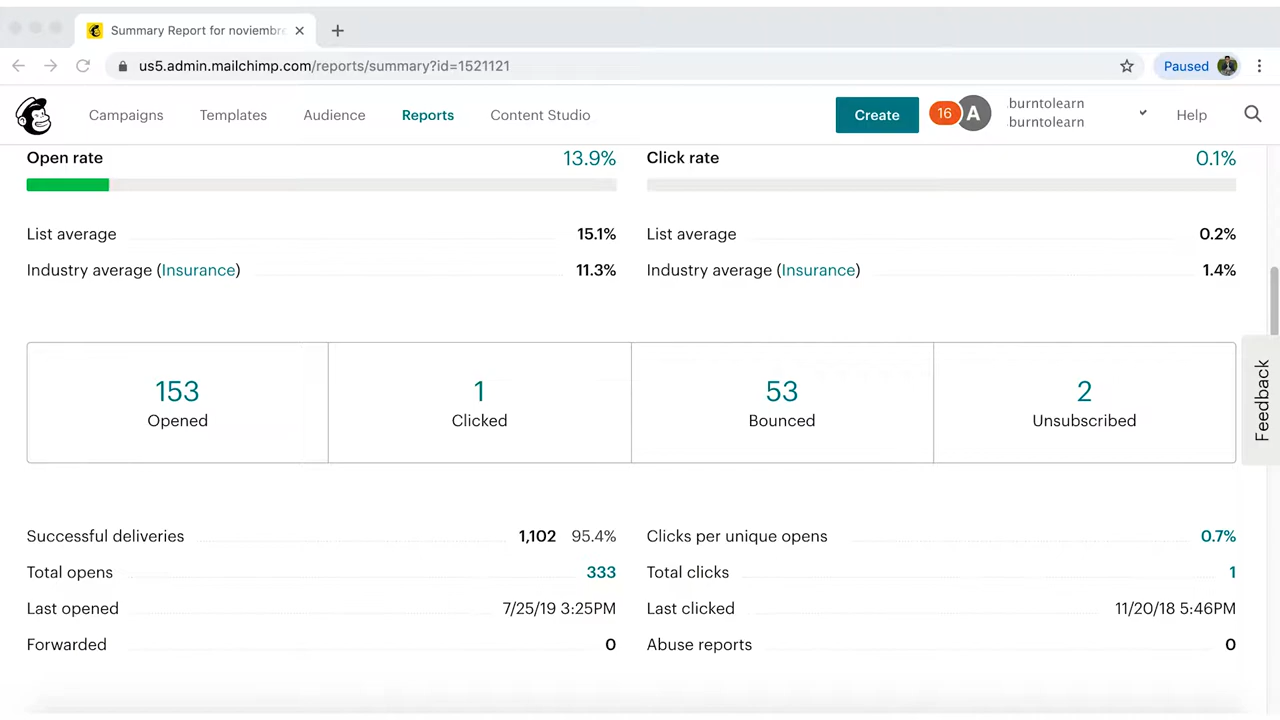 Summary Report for noviembre
us5.admin.mailchimp.com/reports/summary?id=1521121
Paused
Campaigns Templates Audience Reports Content Studio Create 16 A burntolearn Help
burntolearn
Open rate 13.9% Click rate 0.1%
List average 15.1% List average 0.2%
Industry average (Insurance) 11.3% Industry average (Insurance) 1.4%
153 1 53 2
Opened Clicked Bounced Unsubscribed
Feedback
Successful deliveries 1,102 95.4% Clicks per unique opens 0.7%
Total opens 333 Total clicks 1
Last opened 7/25/19 3:25PM Last clicked 11/20/18 5:46PM
Forwarded 0 Abuse reports 0